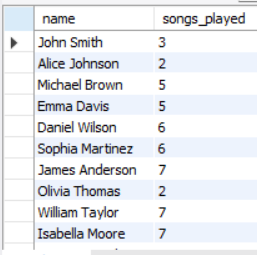 name songs_played
John Smith 3
Alice Johnson 2
Michael Brown 5
Emma Davis 5
Daniel Wilson 6
Sophia Martinez 6
James Anderson 7
Olivia Thomas 2
William Taylor 7
Isabella Moore 7